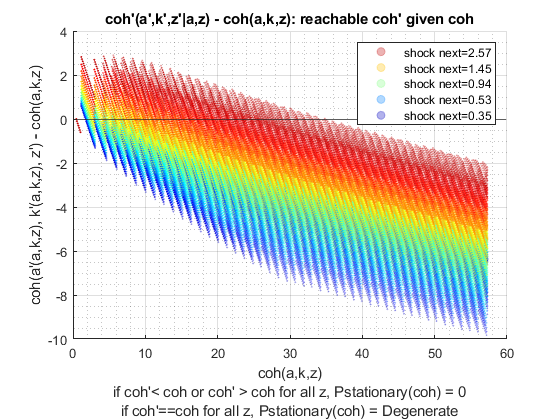 coh'(a',k',z'|a,z) - coh(a,k,z): reachable coh' given coh
4
2
0
-2
-4
-6
-8
-10
coh(a'(a,k,z), k'(a,k,z), z') - coh(a,k,z)
shock next=2.57
shock next=1.45
shock next=0.94
shock next=0.53
shock next=0.35
0
10
20
30
40
50
60
coh(a,k,z)
if coh'< coh or coh' > coh for all z, Pstationary(coh) = 0
if coh'==coh for all z, Pstationary(coh) = Degenerate